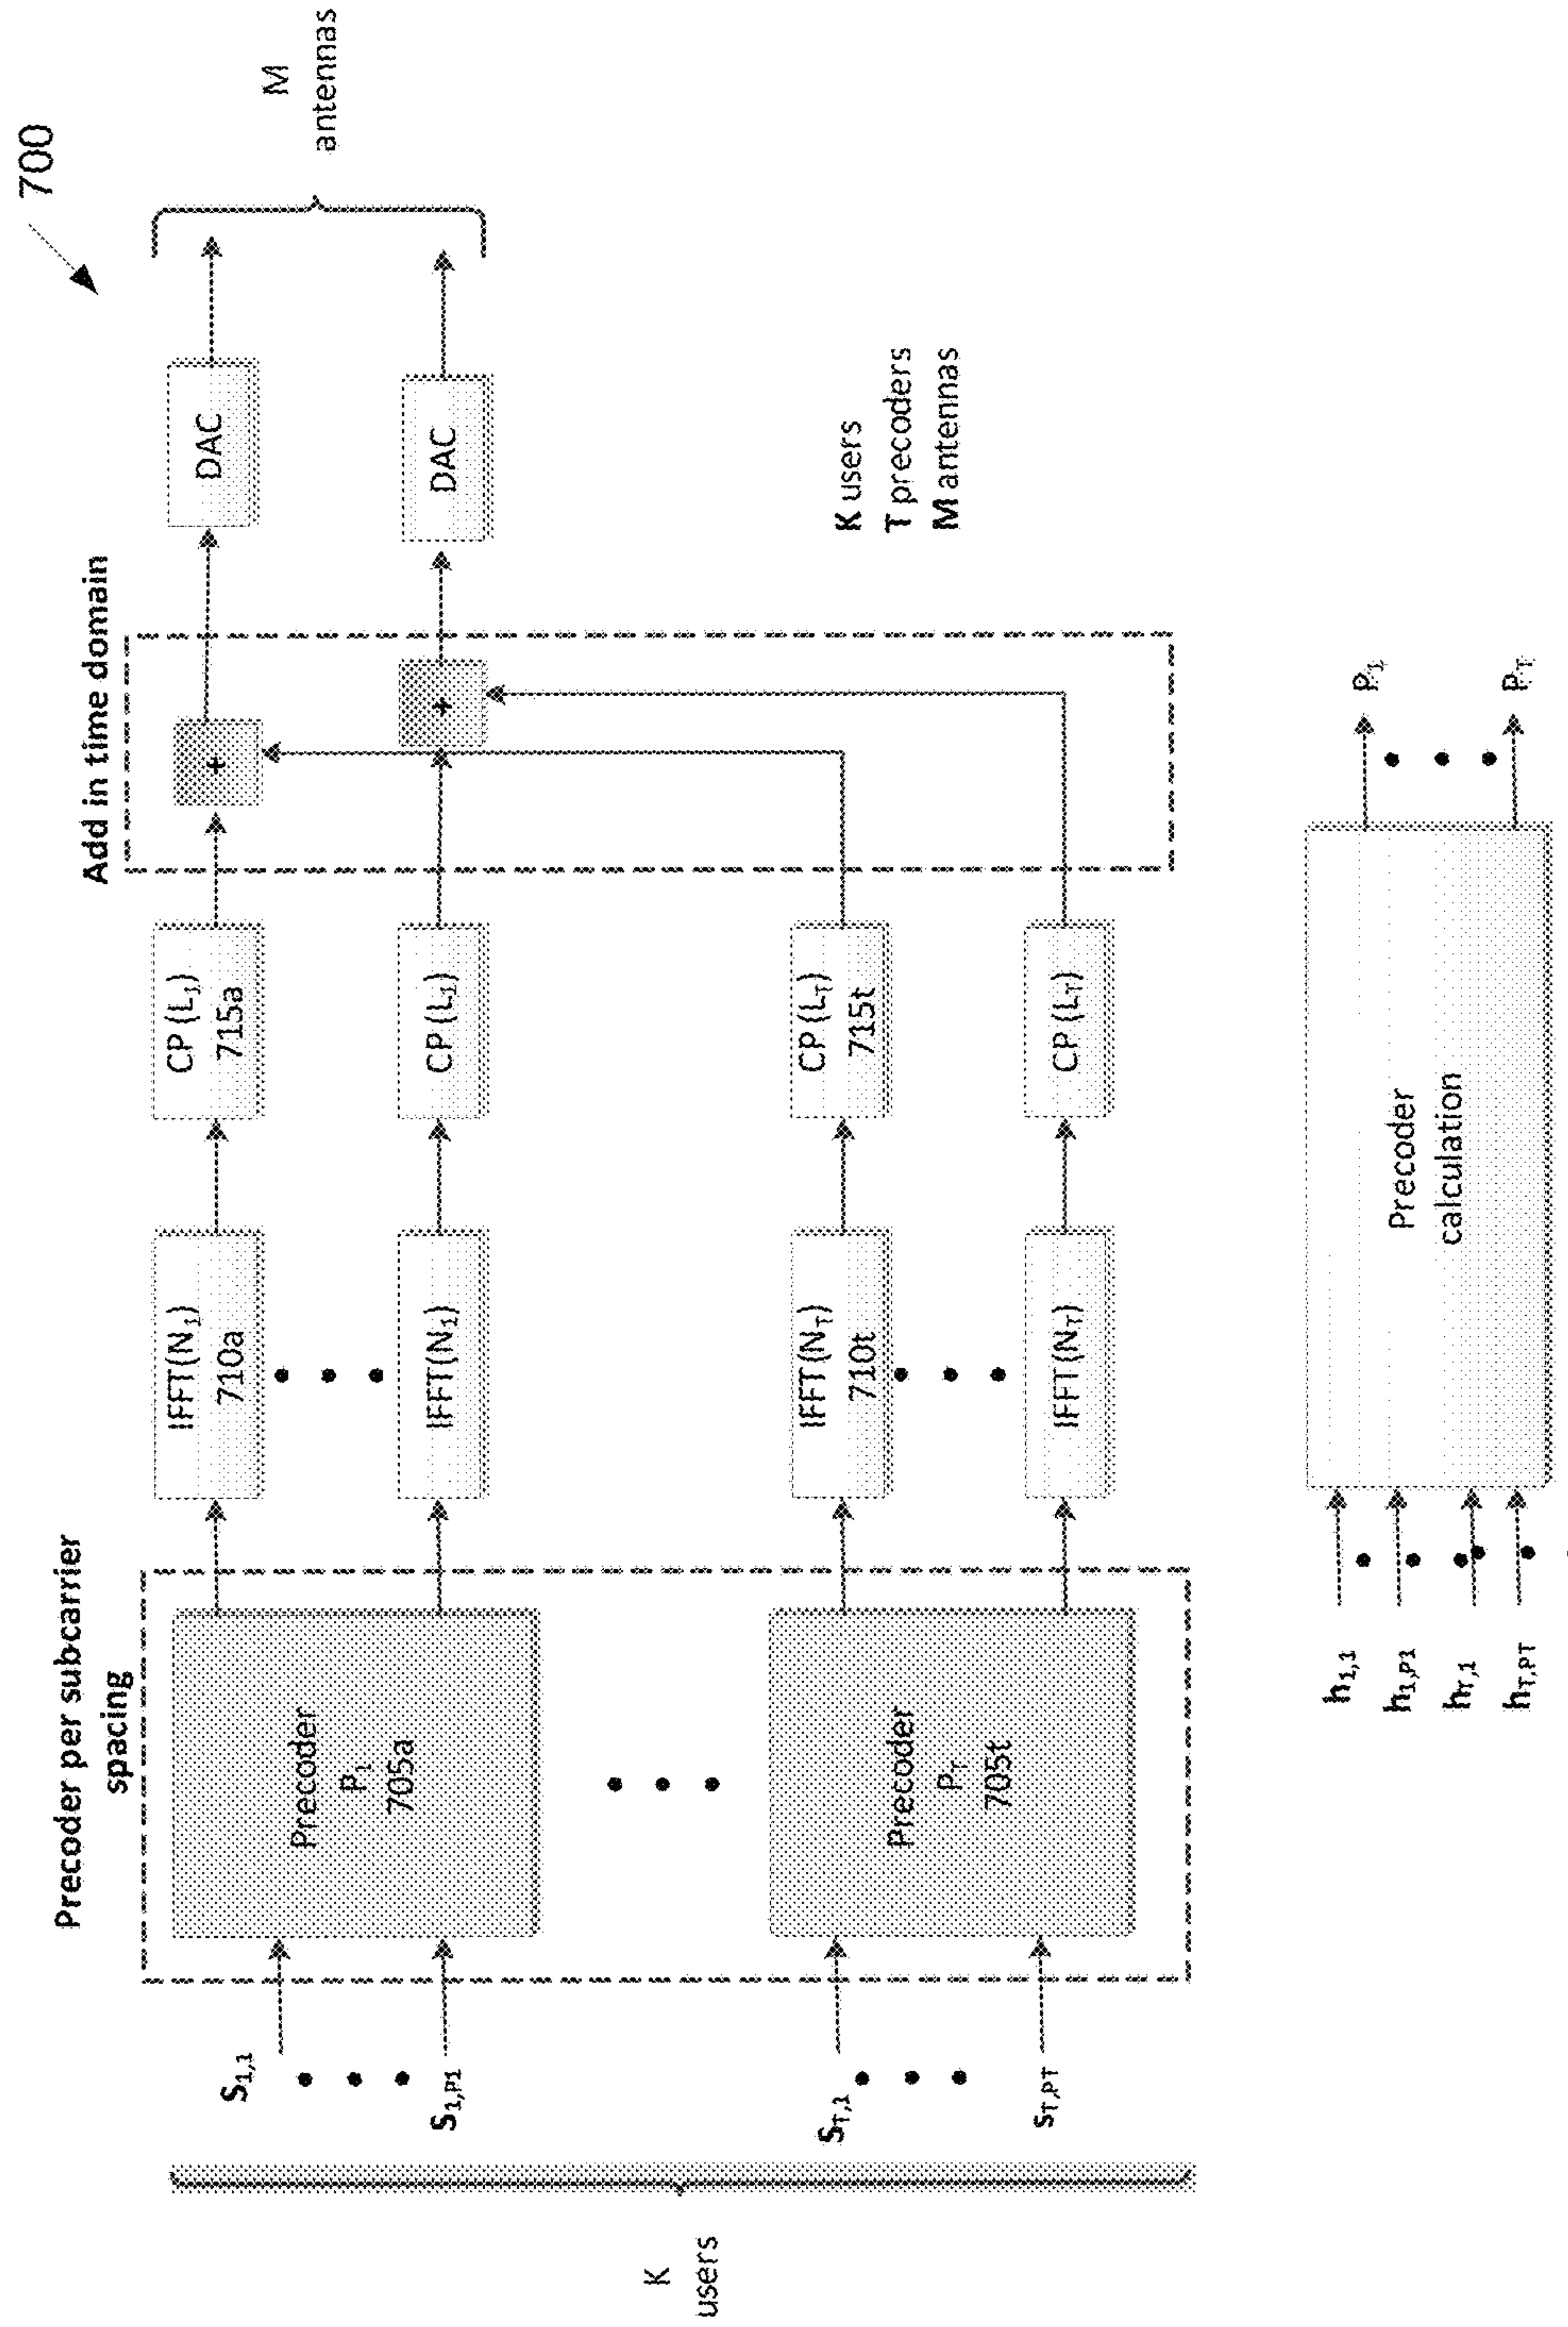 700
Precoder per subcarrier
spacing
Add in time domain
K
users
S1,1
S1,P1
ST,1
ST,PT
Precoder
P1
705a
Precoder
PT
705t
IFFT(N1)
710a
IFFT(N1)
IFFT(NT)
710t
IFFT(NT)
CP (L1)
715a
CP (L1)
CP (LT)
715t
CP (LT)
+
+
DAC
DAC
M
antennas
K users
T precoders
M antennas
h1,1
h1,P1
hT,1
hT,PT
Precoder
calculation
P1
PT